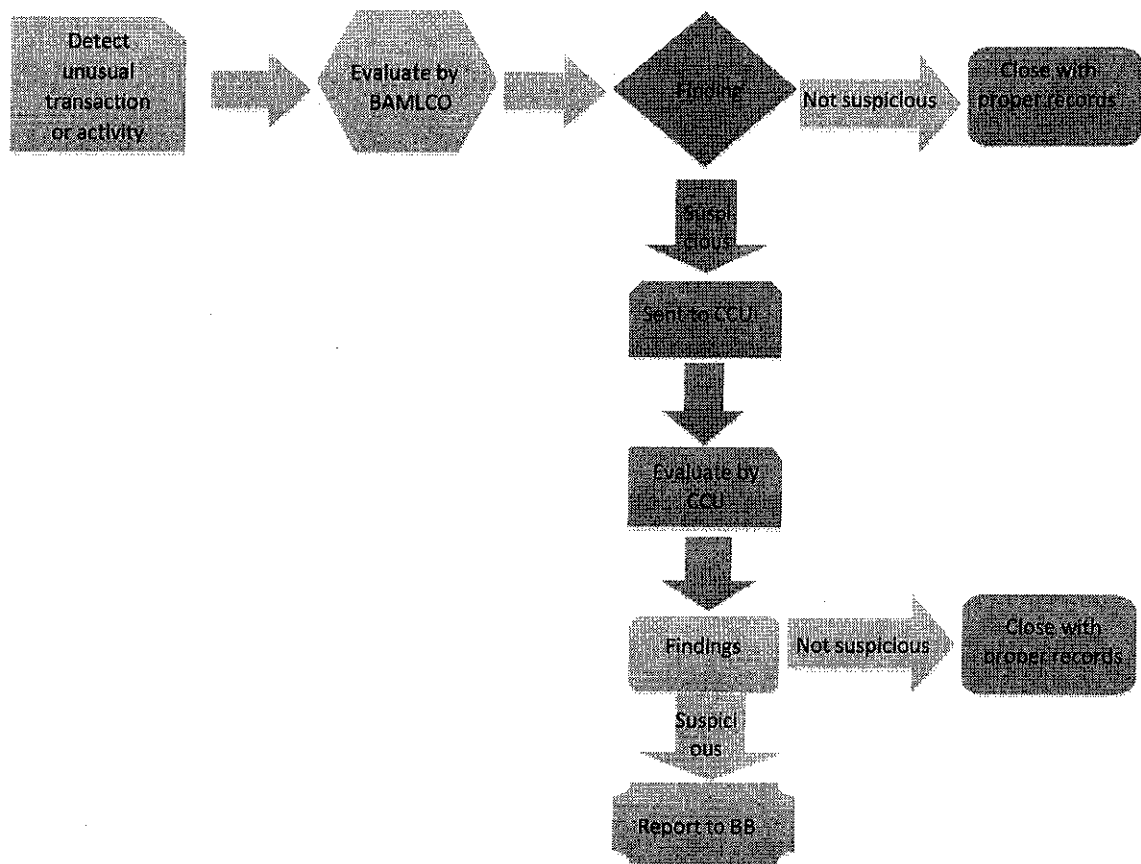 Detect
unusual
transaction
or activity
Evaluate by
BAMLCO
Finding
Not suspicious
Close with
proper records
Suspi
cious
Sent to CCU
Evaluate by
CCU
Findings
Not suspicious
Close with
proper records
Suspici
ous
Report to BB